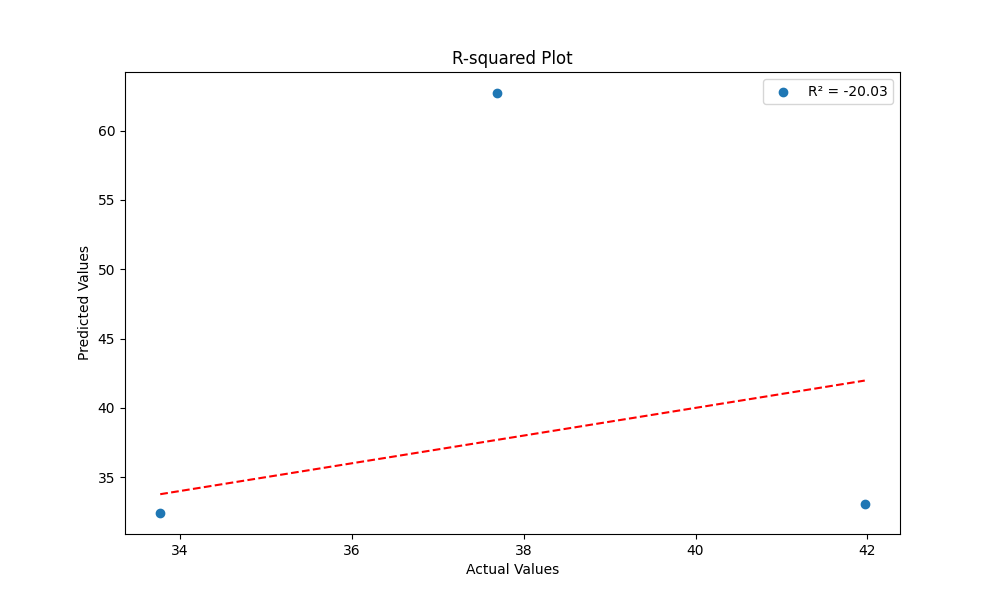 R-squared Plot
R² = -20.03
60
55
50
45
40
35
Predicted Values
34
36
38
40
42
Actual Values